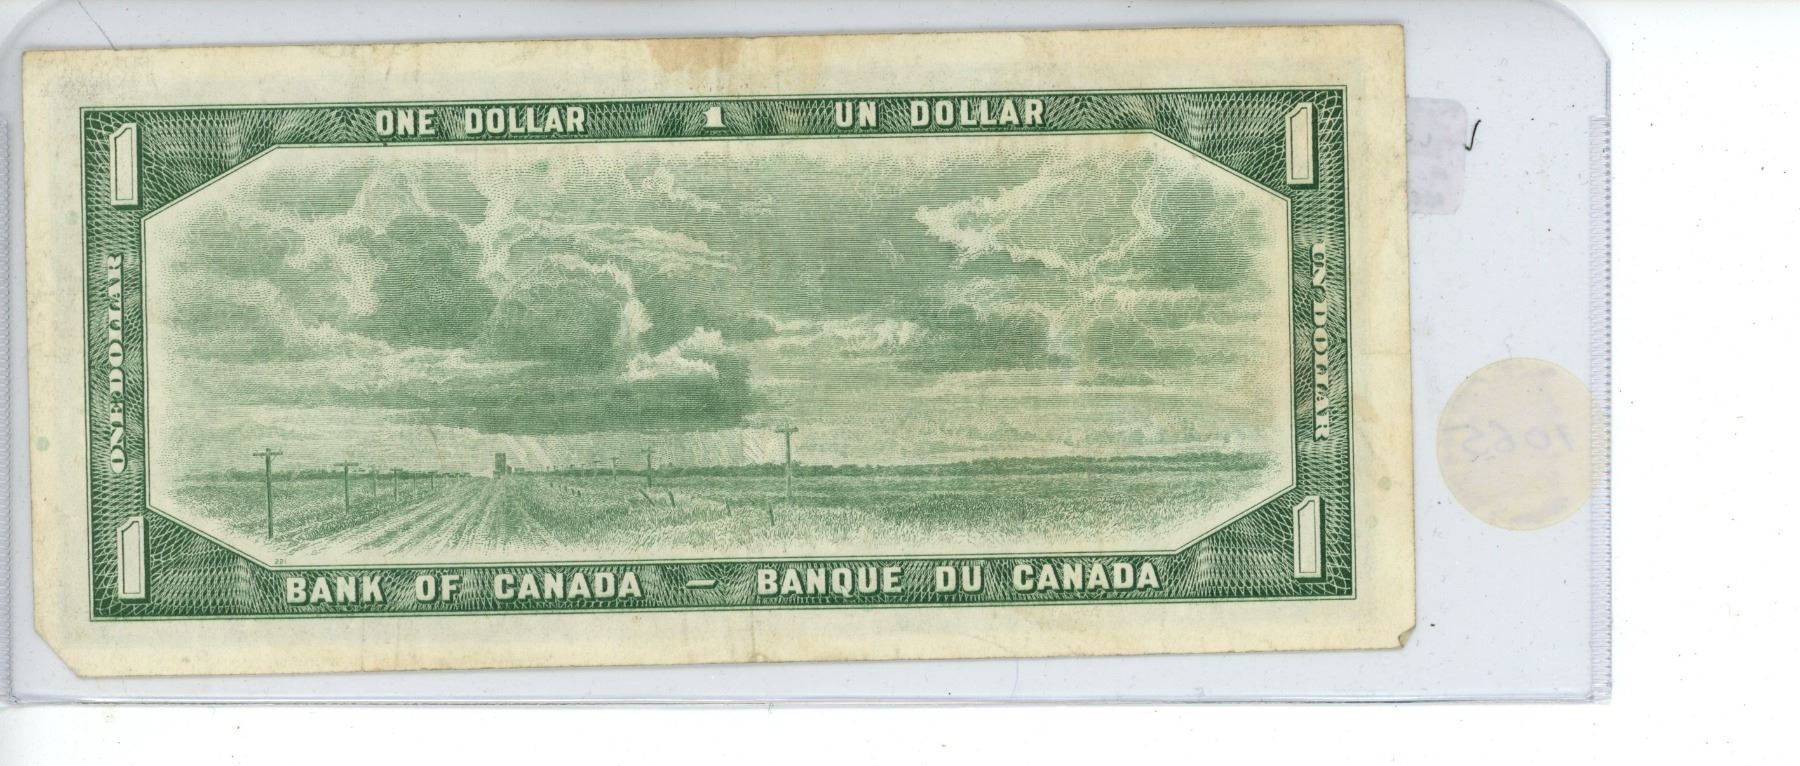 ONE DOLLAR 1 UN DOLLAR
1
1
ONE DOLLAR
UN DOLLAR
1
1
221
BANK OF CANADA – BANQUE DU CANADA
1065